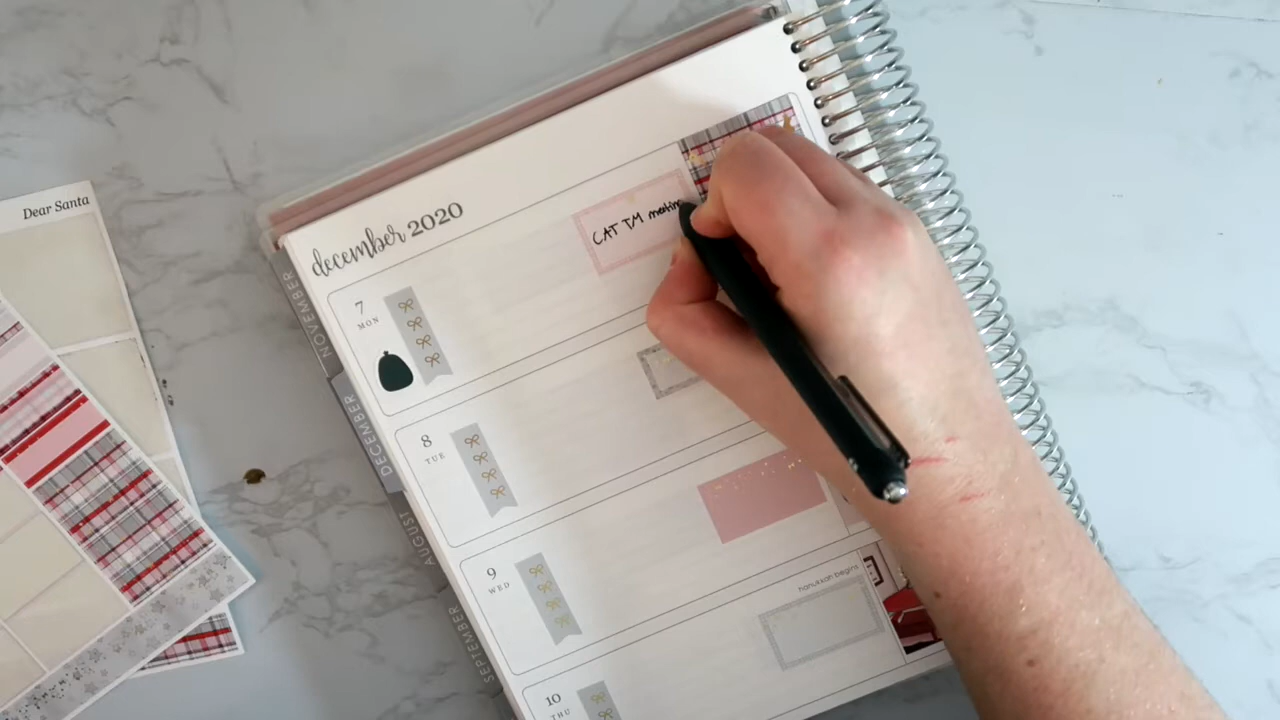 Dear Santa
december 2020
CAT TM meeting
7
MON
8
TUE
9
WED
hanukkah begins
10
THU
NOVEMBER
DECEMBER
AUGUST
SEPTEMBER